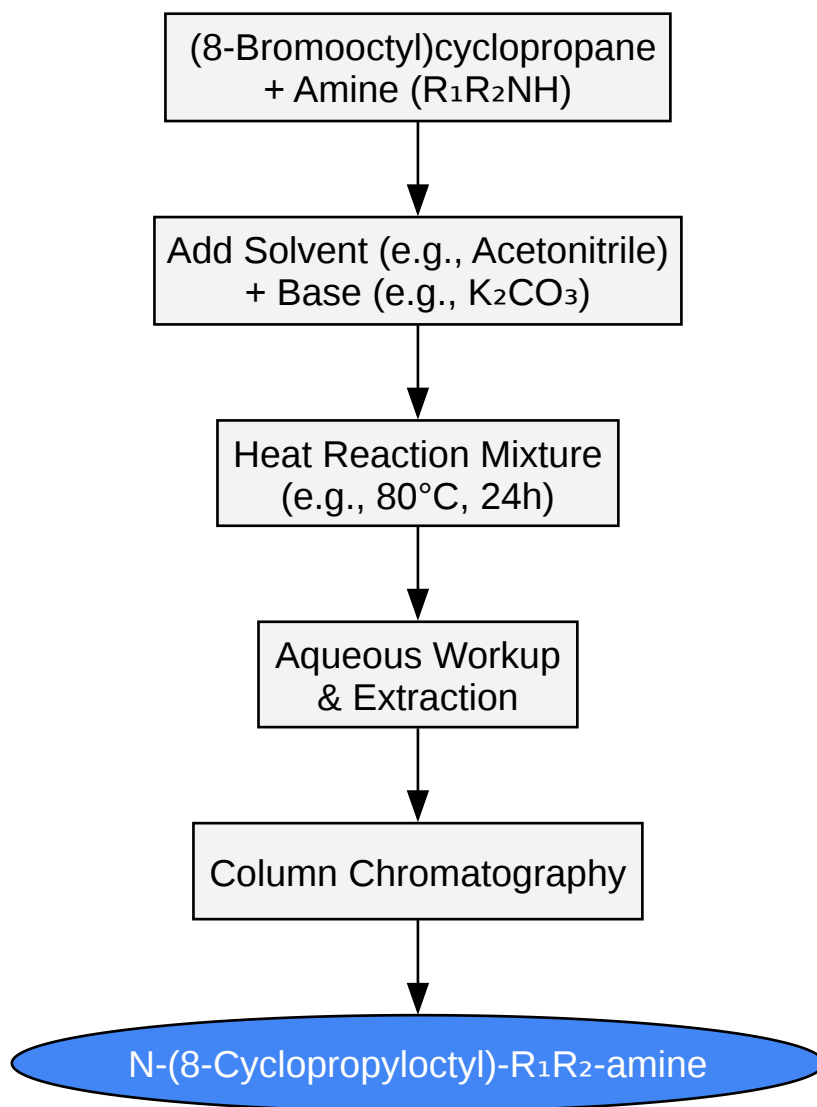 (8-Bromooctyl)cyclopropane
+ Amine (R₁R₂NH)
Add Solvent (e.g., Acetonitrile)
+ Base (e.g., K₂CO₃)
Heat Reaction Mixture
(e.g., 80°C, 24h)
Aqueous Workup
& Extraction
Column Chromatography
N-(8-Cyclopropyloctyl)-R₁R₂-amine